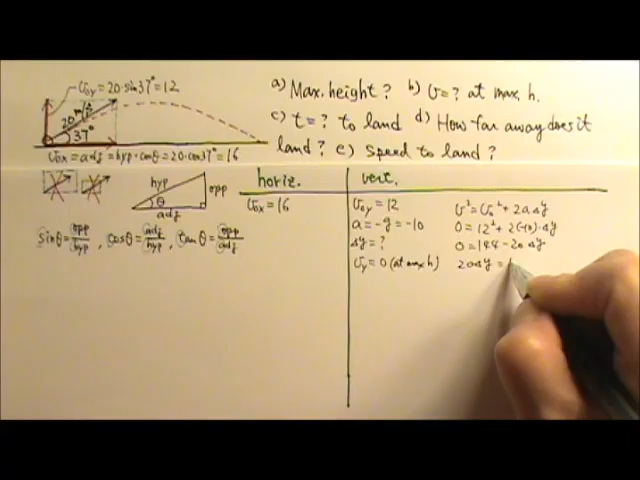 v₀y = 20·sin37° = 12
20 m/s
37°
v₀x = adj = hyp·cosθ = 20·cos37° = 16
a) Max. height? b) v = ? at max. h.
c) t = ? to land d) How far away does it
land? e) Speed to land?
hyp
opp
θ
adj
sinθ = opp/hyp, cosθ = adj/hyp, tanθ = opp/adj
horiz.
v₀x = 16
vert.
v₀y = 12
a = -g = -10
Δy = ?
vy = 0 (at max h)
v² = v₀² + 2aΔy
0 = 12² + 2(-10)·Δy
0 = 144 - 20Δy
20Δy = 1